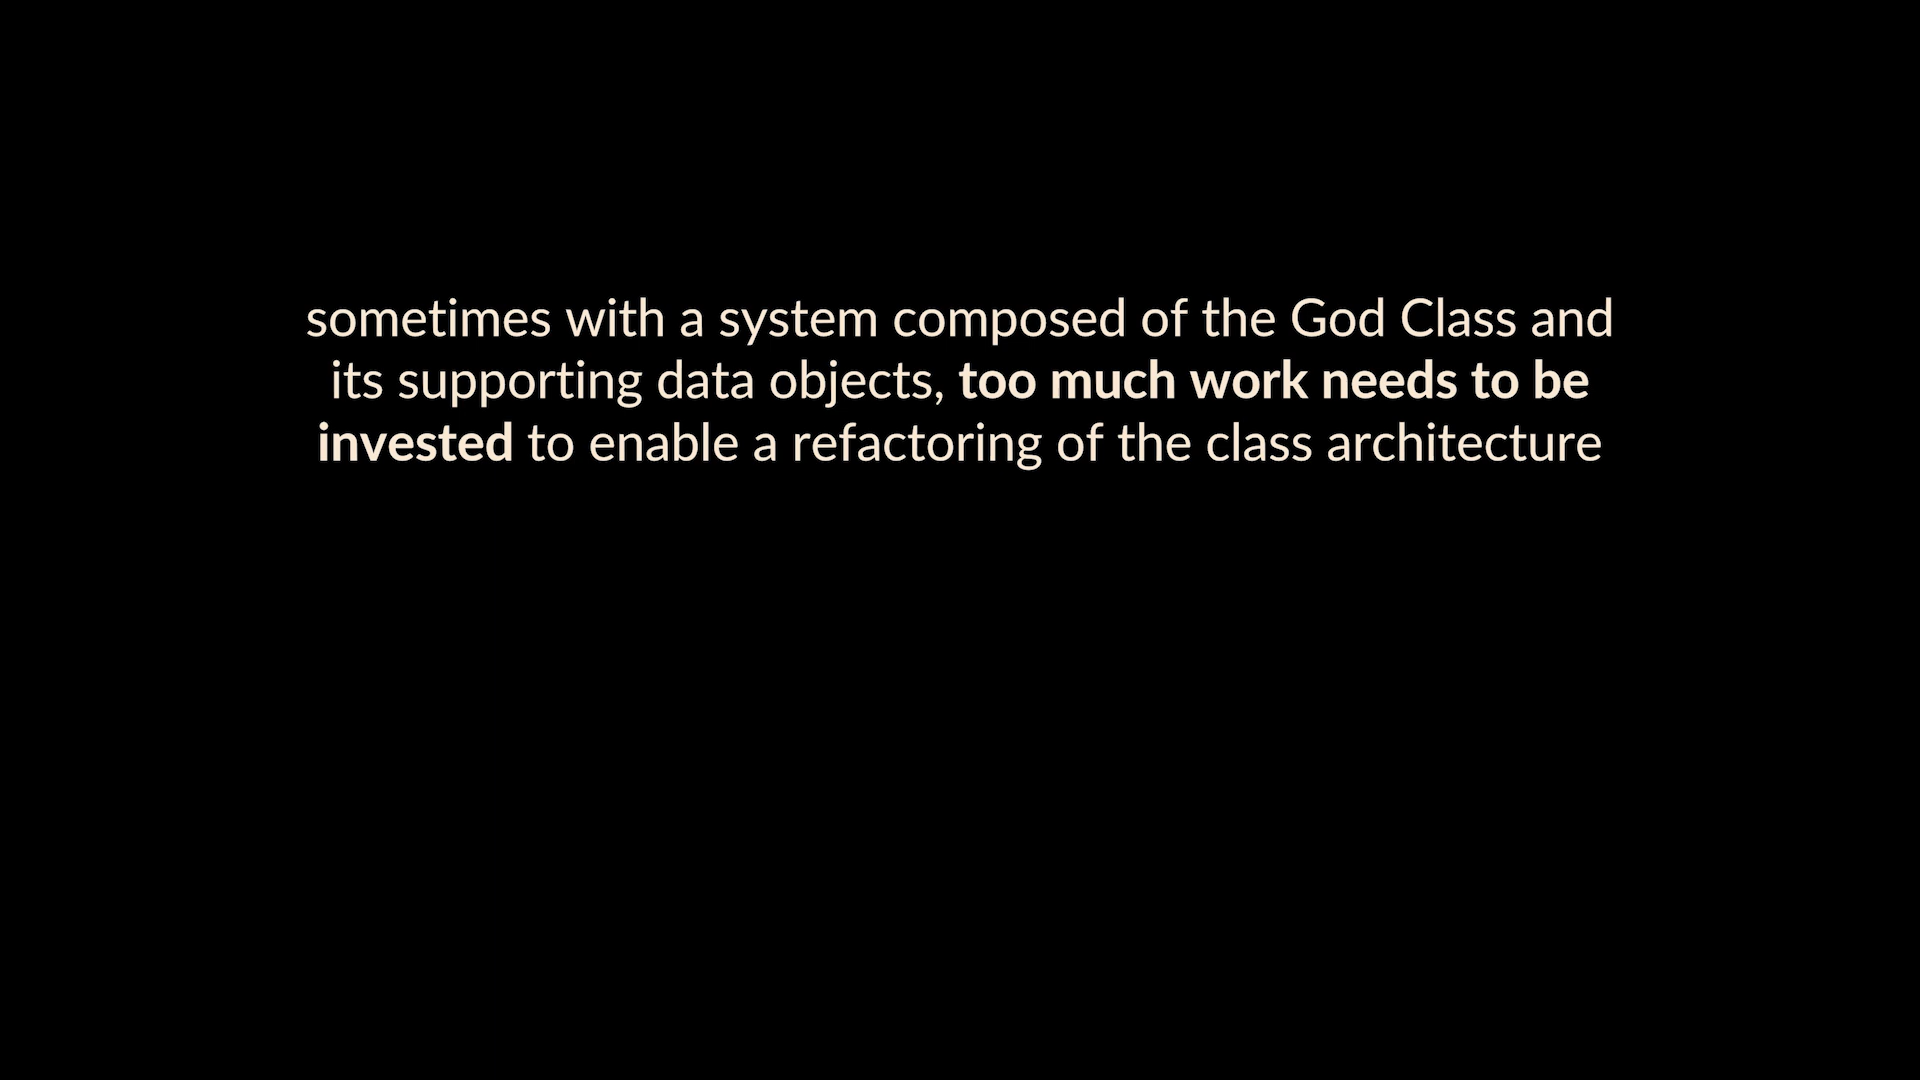 sometimes with a system composed of the God Class and
its supporting data objects, too much work needs to be
invested to enable a refactoring of the class architecture